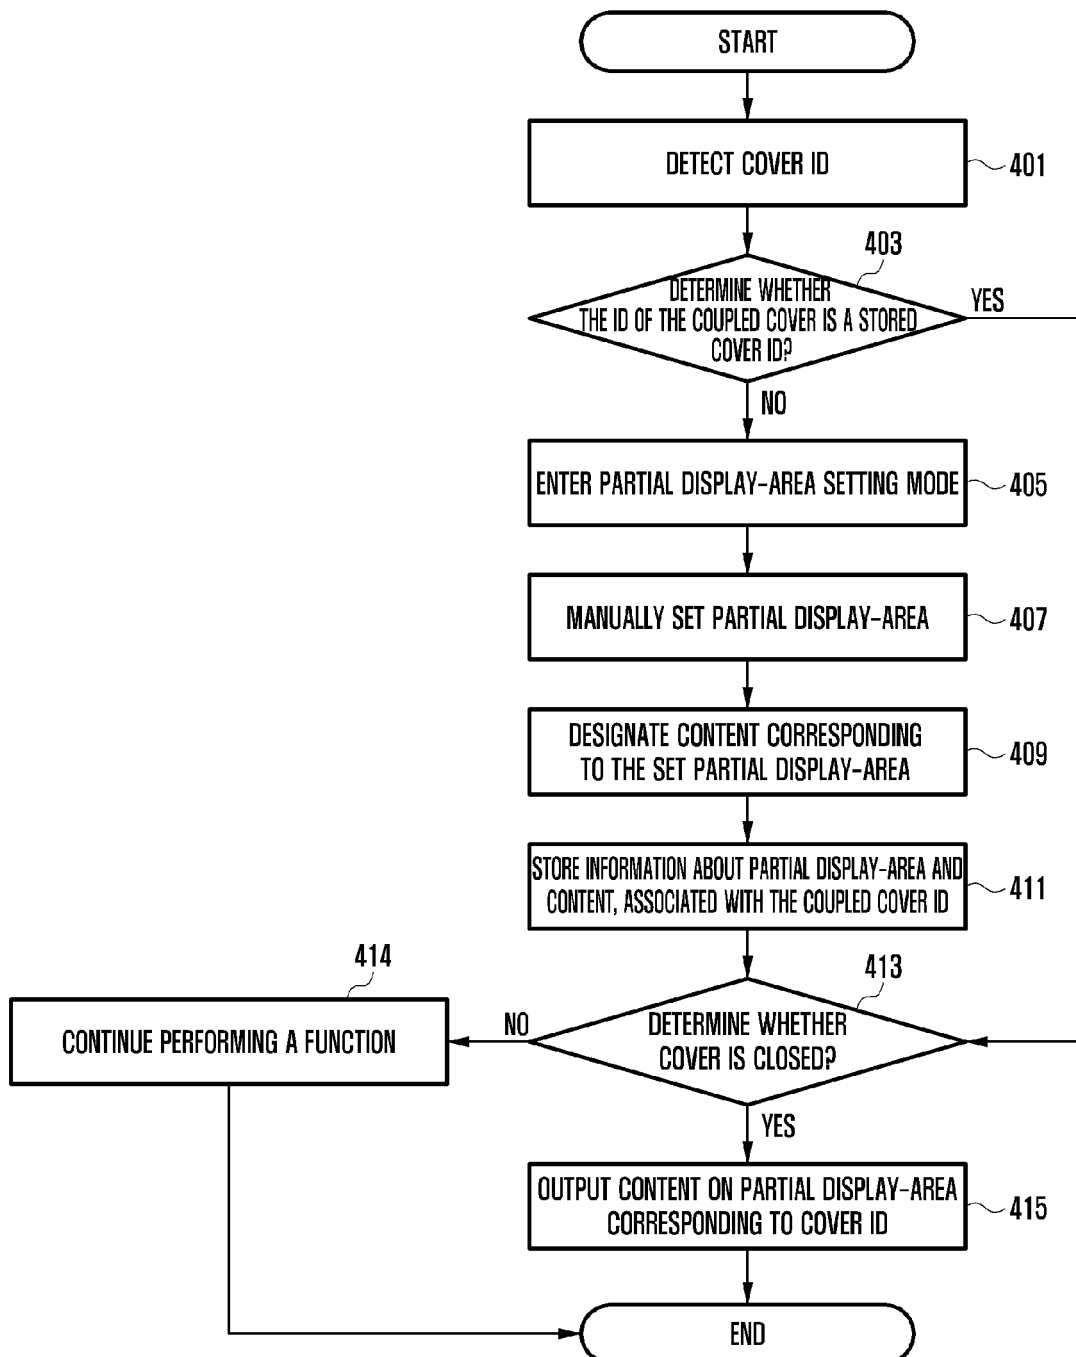 START
DETECT COVER ID
401
403
DETERMINE WHETHER
THE ID OF THE COUPLED COVER IS A STORED
COVER ID?
YES
NO
ENTER PARTIAL DISPLAY-AREA SETTING MODE
405
MANUALLY SET PARTIAL DISPLAY-AREA
407
DESIGNATE CONTENT CORRESPONDING
TO THE SET PARTIAL DISPLAY-AREA
409
STORE INFORMATION ABOUT PARTIAL DISPLAY-AREA AND
CONTENT, ASSOCIATED WITH THE COUPLED COVER ID
411
414
413
CONTINUE PERFORMING A FUNCTION
NO
DETERMINE WHETHER
COVER IS CLOSED?
YES
OUTPUT CONTENT ON PARTIAL DISPLAY-AREA
CORRESPONDING TO COVER ID
415
END